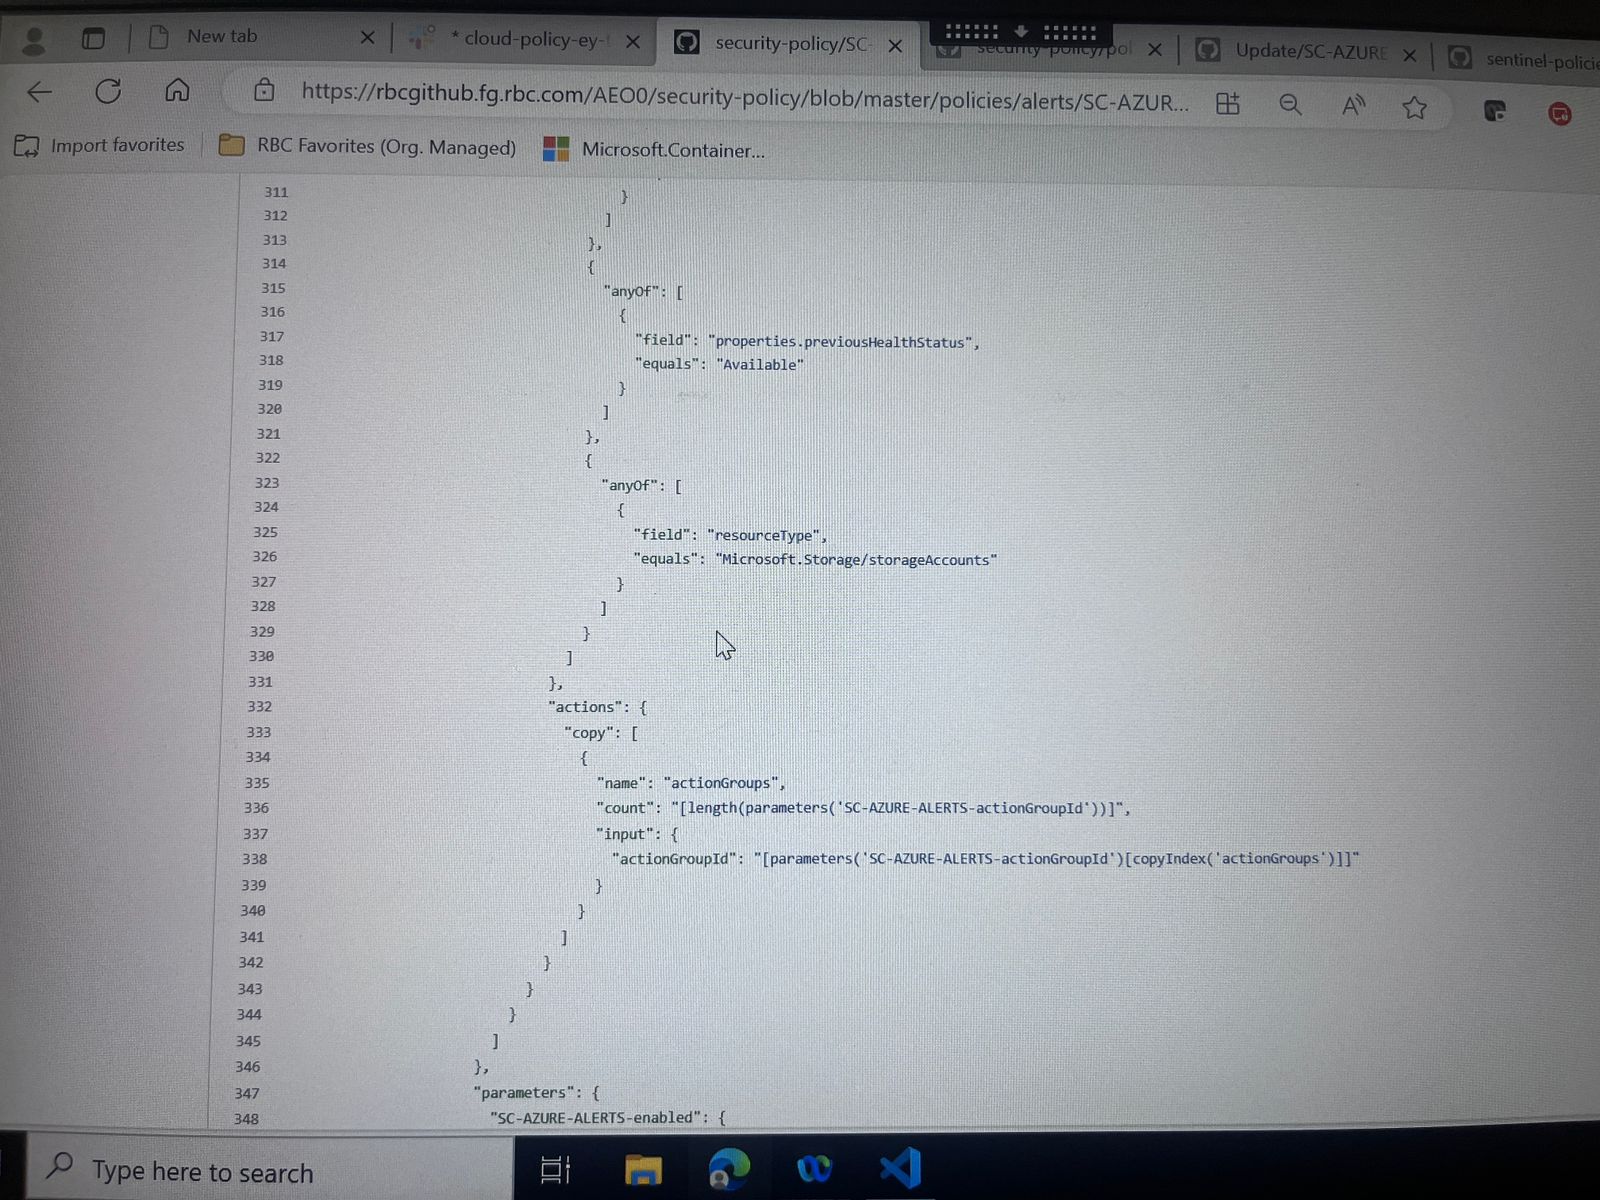 New tab
* cloud-policy-ey-
security-policy/SC-
security-policy/pol
Update/SC-AZURE
sentinel-policie
https://rbcgithub.fg.rbc.com/AEO0/security-policy/blob/master/policies/alerts/SC-AZUR...
Import favorites
RBC Favorites (Org. Managed)
Microsoft.Container...
311 }
312 ]
313 },
314 {
315 "anyOf": [
316 {
317 "field": "properties.previousHealthStatus",
318 "equals": "Available"
319 }
320 ]
321 },
322 {
323 "anyOf": [
324 {
325 "field": "resourceType",
326 "equals": "Microsoft.Storage/storageAccounts"
327 }
328 ]
329 }
330 ]
331 },
332 "actions": {
333 "copy": [
334 {
335 "name": "actionGroups",
336 "count": "[length(parameters('SC-AZURE-ALERTS-actionGroupId'))]",
337 "input": {
338 "actionGroupId": "[parameters('SC-AZURE-ALERTS-actionGroupId')[copyIndex('actionGroups')]]"
339 }
340 }
341 ]
342 }
343 }
344 }
345 ]
346 },
347 "parameters": {
348 "SC-AZURE-ALERTS-enabled": {
Type here to search